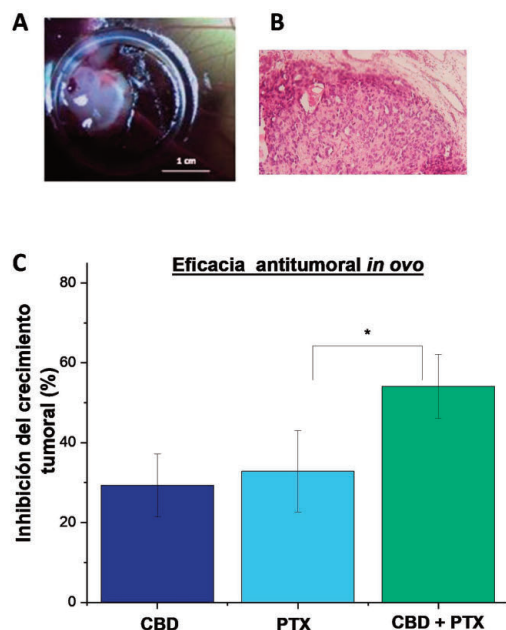 A
B
1 cm
C
Eficacia antitumoral in ovo
Inhibición del crecimiento
tumoral (%)
80
60
40
20
0
*
CBD
PTX
CBD + PTX